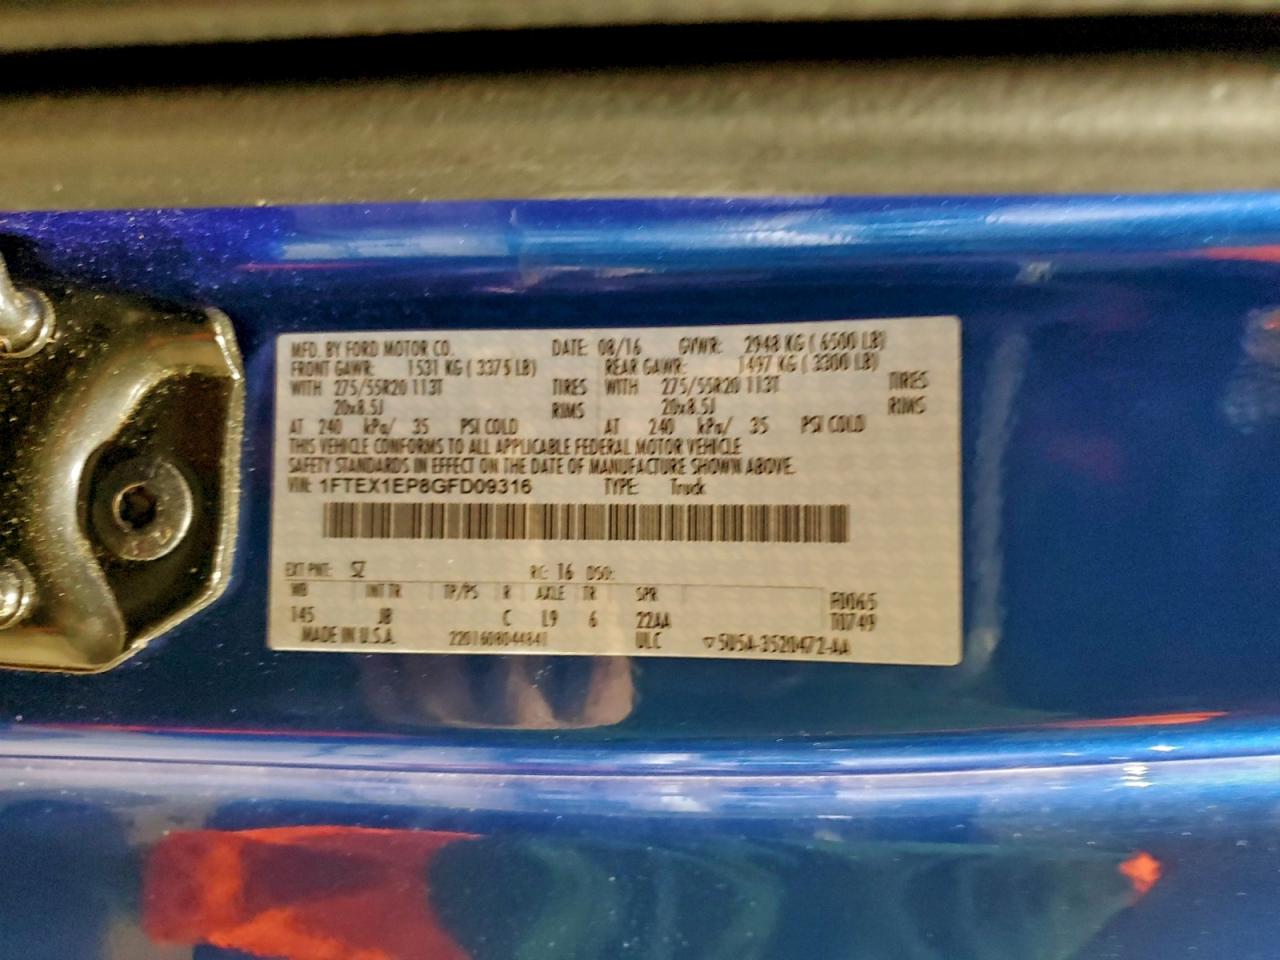 MFD. BY FORD MOTOR CO. DATE: 08/16 GVWR: 2948 KG ( 6500 LB)
FRONT GAWR: 1531 KG ( 3375 LB) REAR GAWR: 1497 KG ( 3300 LB)
WITH 275/55R20 113T TIRES WITH 275/55R20 113T TIRES
20x8.5J RIMS 20x8.5J RIMS
AT 240 kPa/ 35 PSI COLD AT 240 kPa/ 35 PSI COLD
THIS VEHICLE CONFORMS TO ALL APPLICABLE FEDERAL MOTOR VEHICLE
SAFETY STANDARDS IN EFFECT ON THE DATE OF MANUFACTURE SHOWN ABOVE.
VIN: 1FTEX1EP8GFD09316 TYPE: Truck
EXT PNT: SZ RC: 16 DSO:
WB INT TR TP/PS R AXLE TR SPR F0065
145 JB C L9 6 22AA T0749
MADE IN U.S.A. 2201608044841 ULC ▽5U5A-3520472-AA